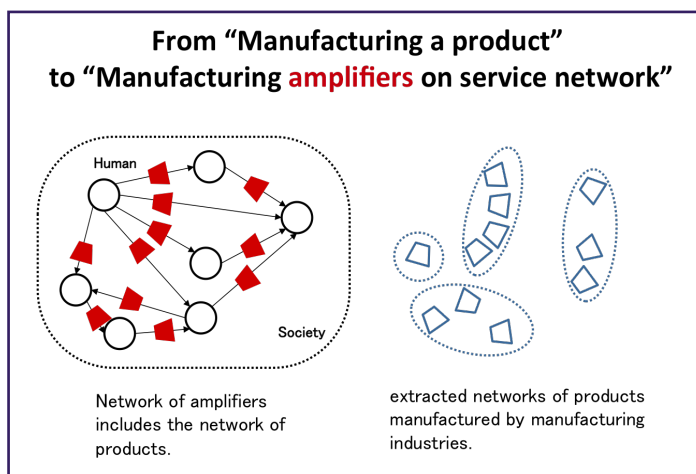 From “Manufacturing a product”
to “Manufacturing amplifiers on service network”
Human
Society
Network of amplifiers
includes the network of
products.
extracted networks of products
manufactured by manufacturing
industries.